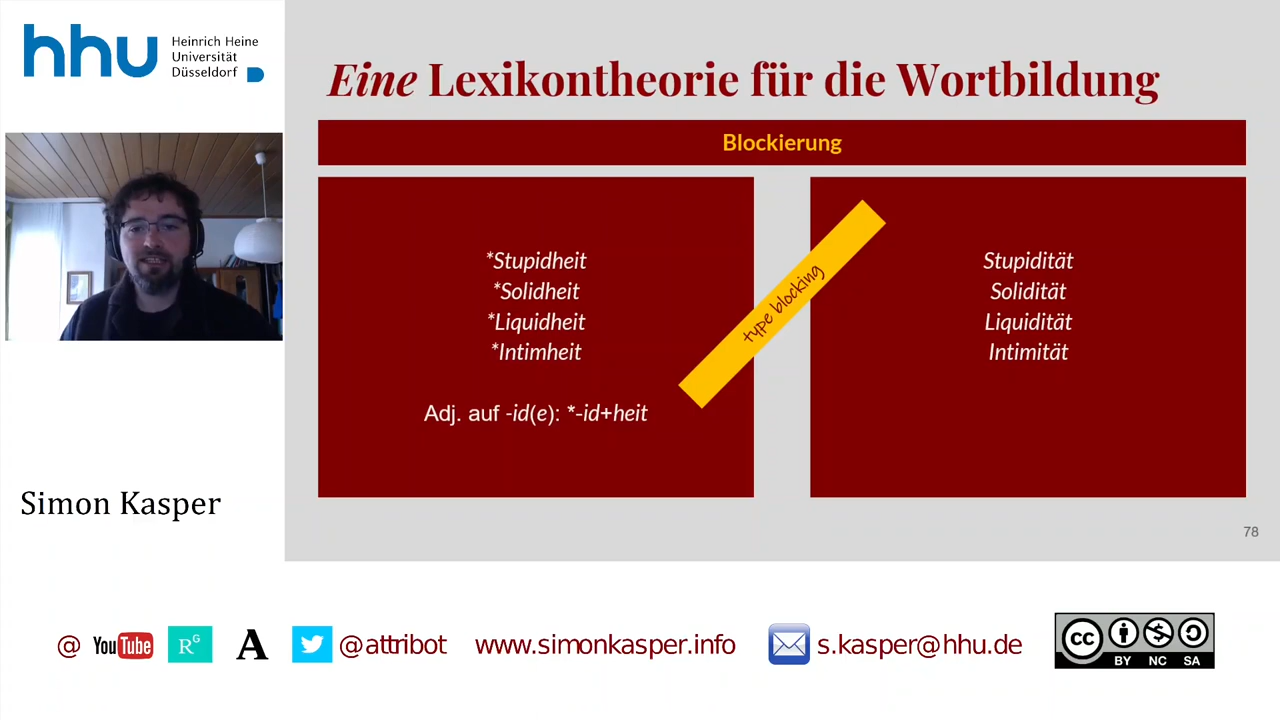 hhu
Heinrich Heine
Universität
Düsseldorf
Eine Lexikontheorie für die Wortbildung
Blockierung
*Stupidheit
*Solidheit
*Liquidheit
*Intimheit
Adj. auf -id(e): *-id+heit
type blocking
Stupidität
Solidität
Liquidität
Intimität
78
Simon Kasper
@ YouTube RG A @attribot www.simonkasper.info s.kasper@hhu.de
cc
BY NC SA